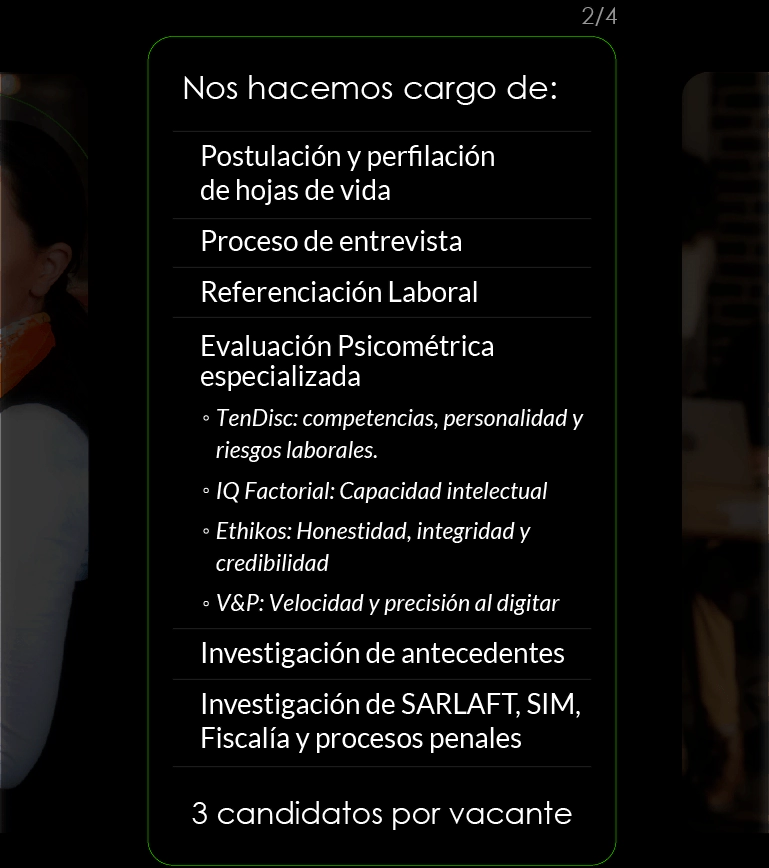 2/4
Nos hacemos cargo de:
Postulación y perfilación
de hojas de vida
Proceso de entrevista
Referenciación Laboral
Evaluación Psicométrica
especializada
◦ TenDisc: competencias, personalidad y
riesgos laborales.
◦ IQ Factorial: Capacidad intelectual
◦ Ethikos: Honestidad, integridad y
credibilidad
◦ V&P: Velocidad y precisión al digitar
Investigación de antecedentes
Investigación de SARLAFT, SIM,
Fiscalía y procesos penales
3 candidatos por vacante